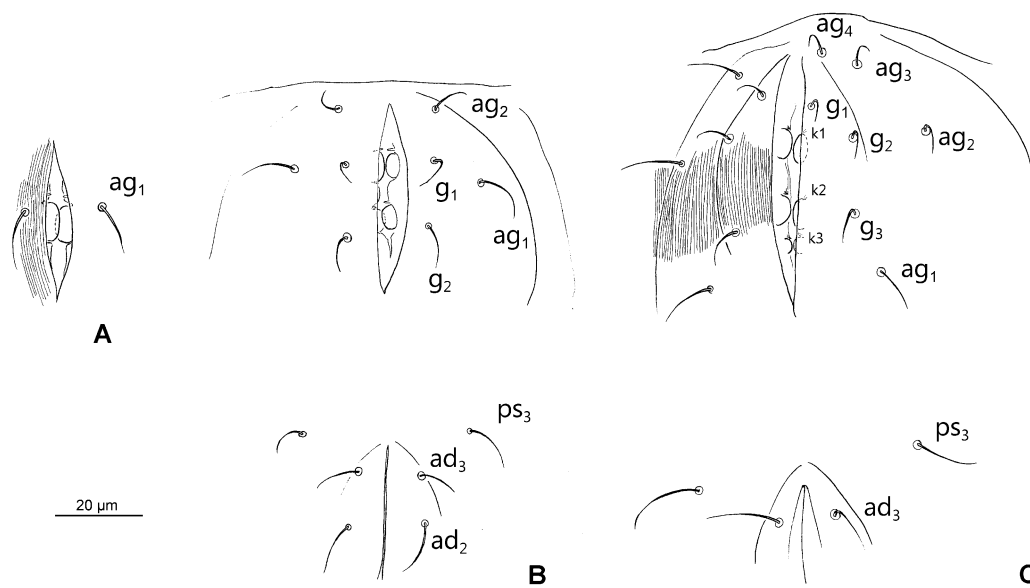 ag₁
A
ag₂
g₁
ag₁
g₂
ag₄
ag₃
g₁
k1
g₂
ag₂
k2
k3
g₃
ag₁
ps₃
ad₃
ad₂
B
20 µm
ps₃
ad₃
C